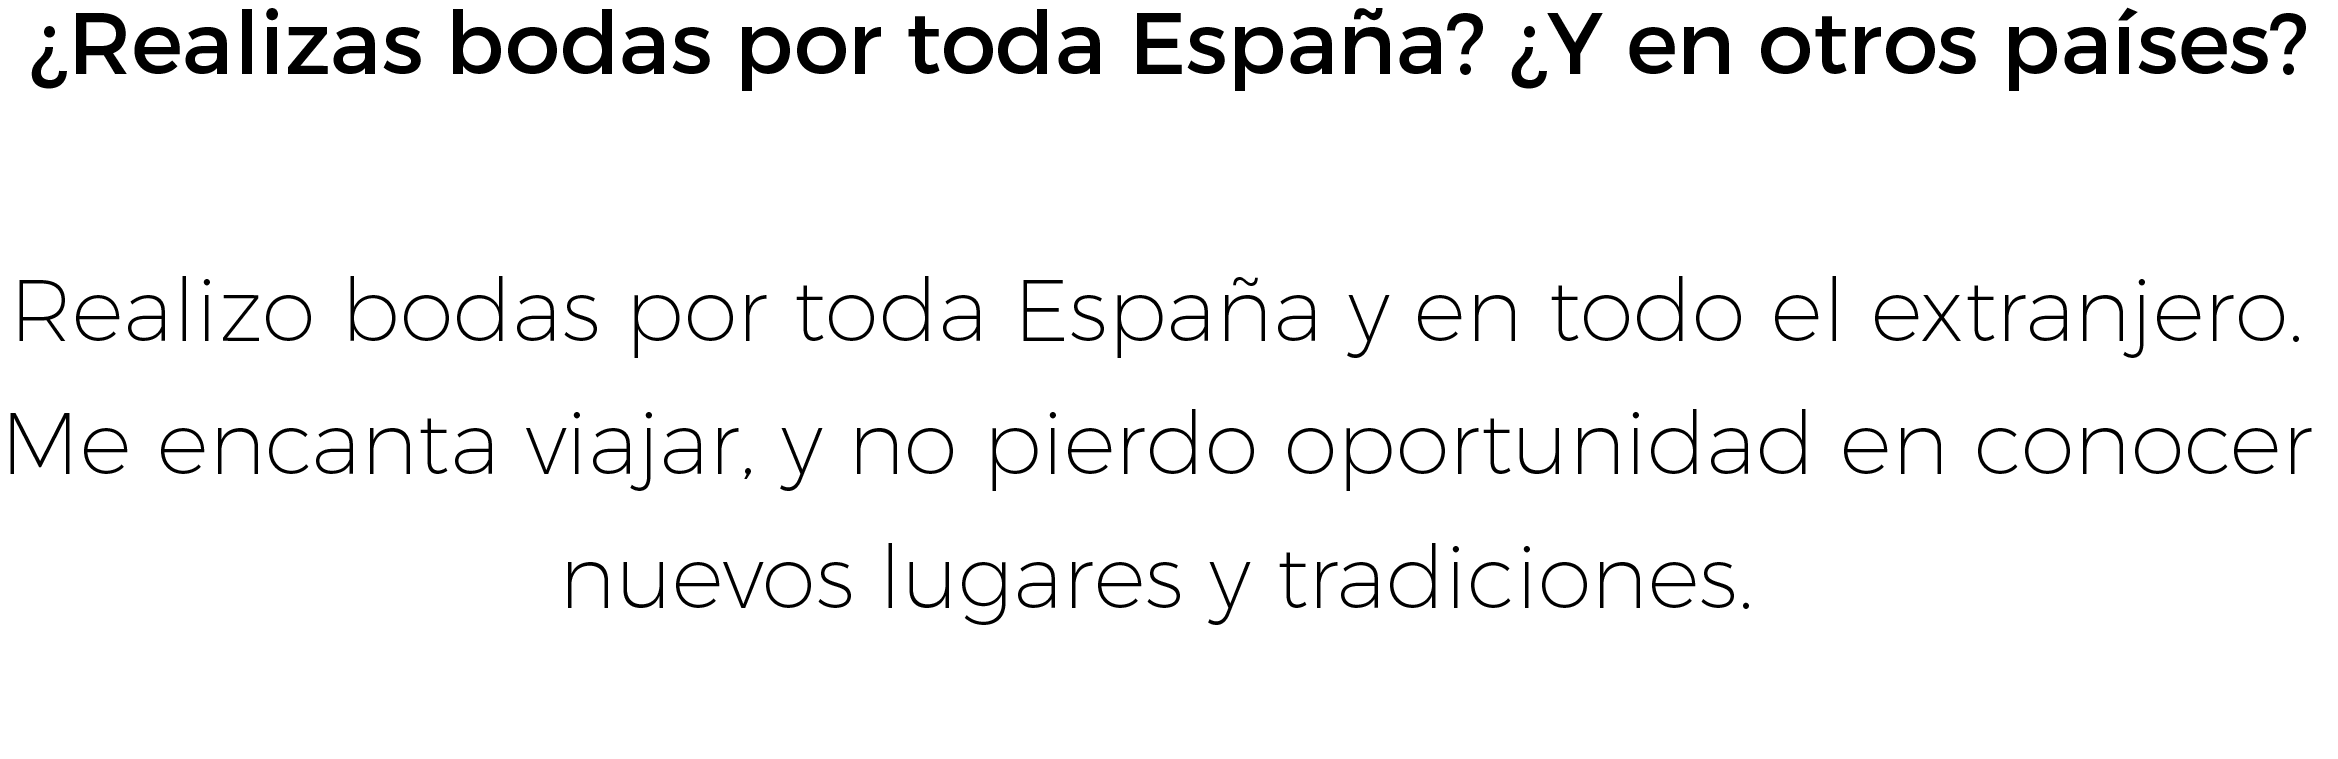 ¿Realizas bodas por toda España? ¿Y en otros países?
Realizo bodas por toda España y en todo el extranjero.
Me encanta viajar, y no pierdo oportunidad en conocer
nuevos lugares y tradiciones.